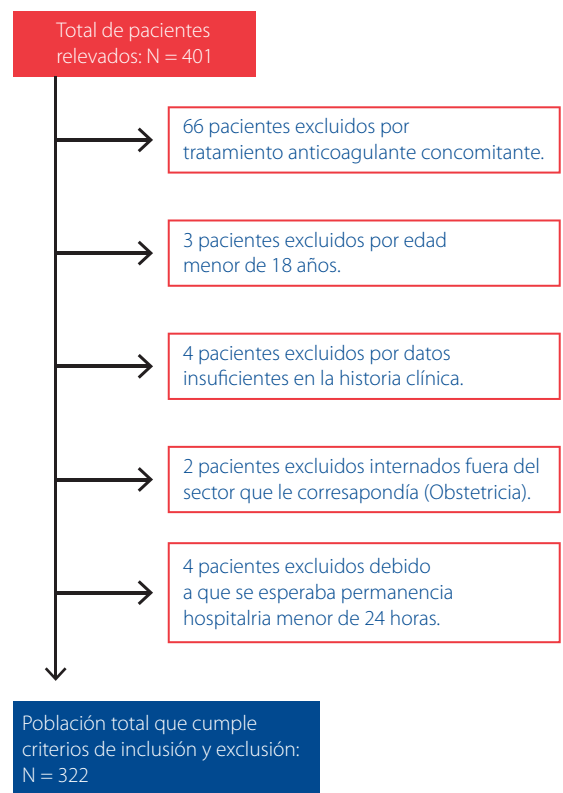 Total de pacientes
relevados: N = 401
66 pacientes excluidos por
tratamiento anticoagulante concomitante.
3 pacientes excluidos por edad
menor de 18 años.
4 pacientes excluidos por datos
insuficientes en la historia clínica.
2 pacientes excluidos internados fuera del
sector que le corresapondía (Obstetricia).
4 pacientes excluidos debido
a que se esperaba permanencia
hospitalria menor de 24 horas.
Población total que cumple
criterios de inclusión y exclusión:
N = 322